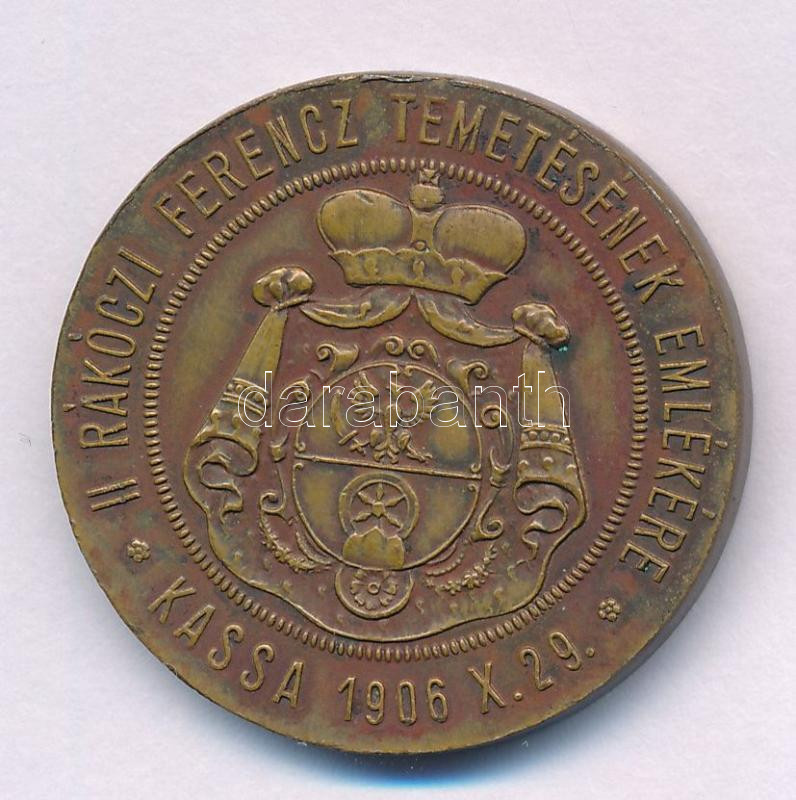 II RÁKÓCZI FERENCZ TEMETÉSÉNEK EMLÉKÉRE
KASSA 1906 X. 29.
darabanth